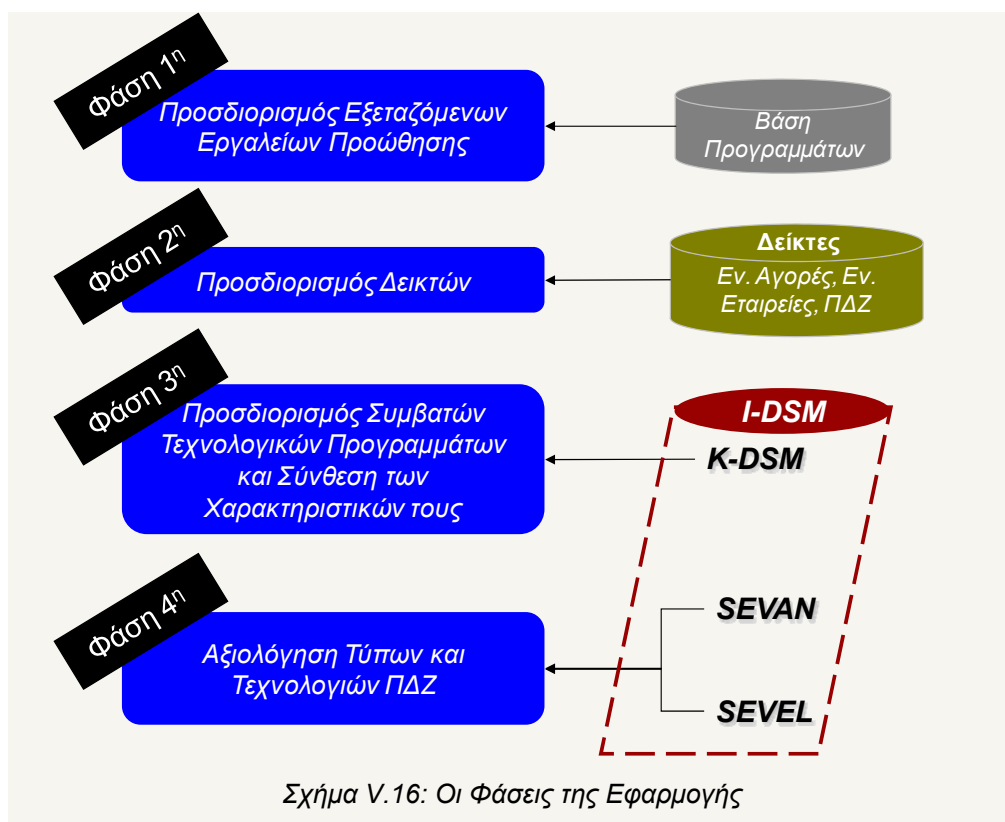 Φάση 1η
Προσδιορισμός Εξεταζόμενων
Εργαλείων Προώθησης
Βάση
Προγραμμάτων
Φάση 2η
Προσδιορισμός Δεικτών
Δείκτες
Εν. Αγορές, Εν.
Εταιρείες, ΠΔΖ
Φάση 3η
Προσδιορισμός Συμβατών
Τεχνολογικών Προγραμμάτων
και Σύνθεση των
Χαρακτηριστικών τους
I-DSM
K-DSM
Φάση 4η
Αξιολόγηση Τύπων και
Τεχνολογιών ΠΔΖ
SEVAN
SEVEL
Σχήμα V.16: Οι Φάσεις της Εφαρμογής